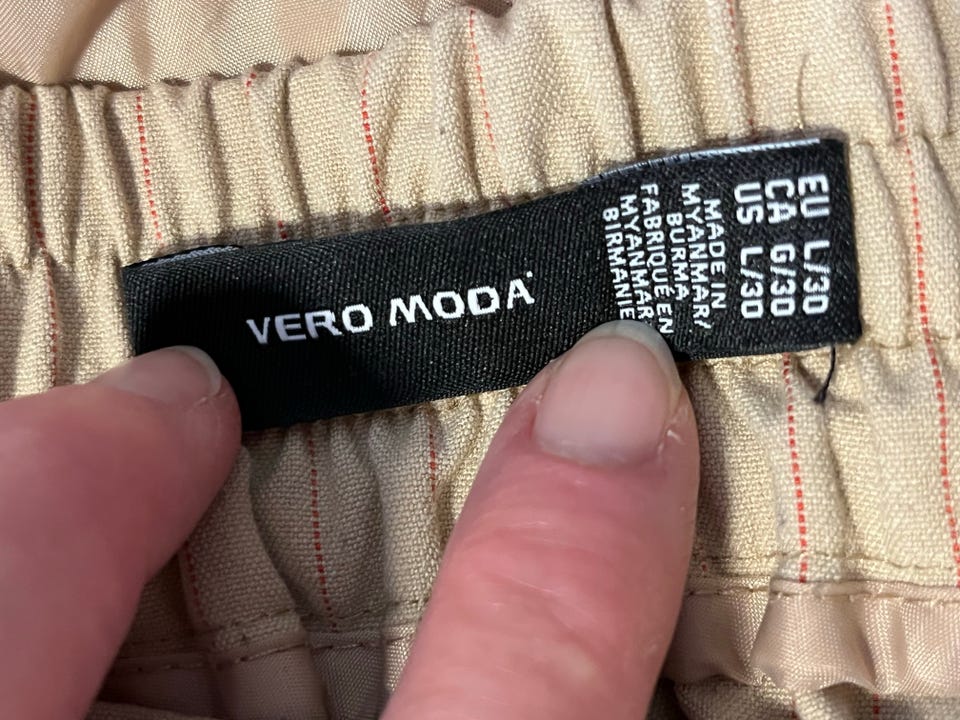 VERO MODA
EU L/30
CA G/30
US L/30
MADE IN
MYANMAR/
BURMA
FABRIQUÉ EN
MYANMAR/
BIRMANIE